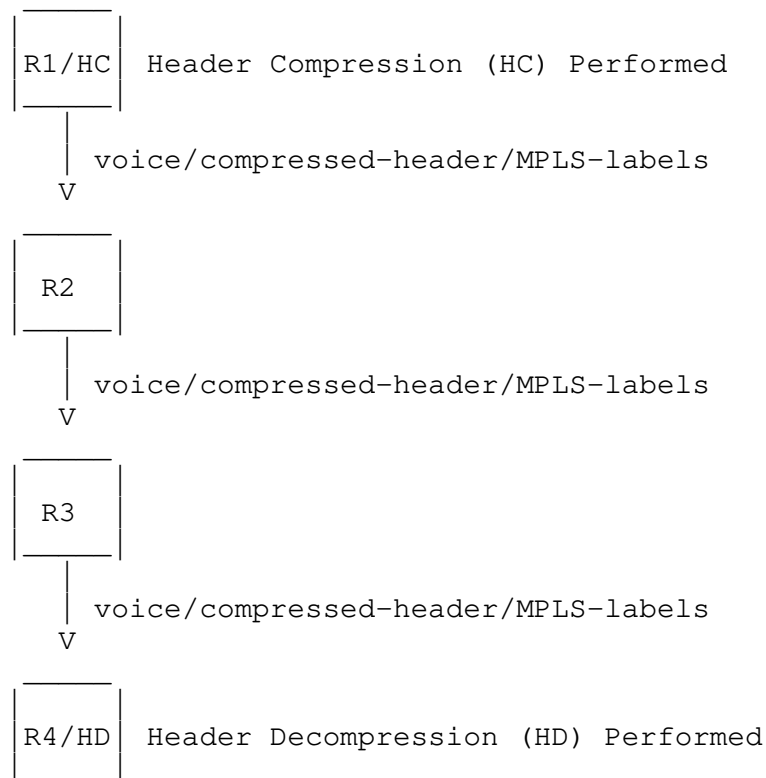 R1/HC Header Compression (HC) Performed
voice/compressed-header/MPLS-labels
V
R2
voice/compressed-header/MPLS-labels
V
R3
voice/compressed-header/MPLS-labels
V
R4/HD Header Decompression (HD) Performed